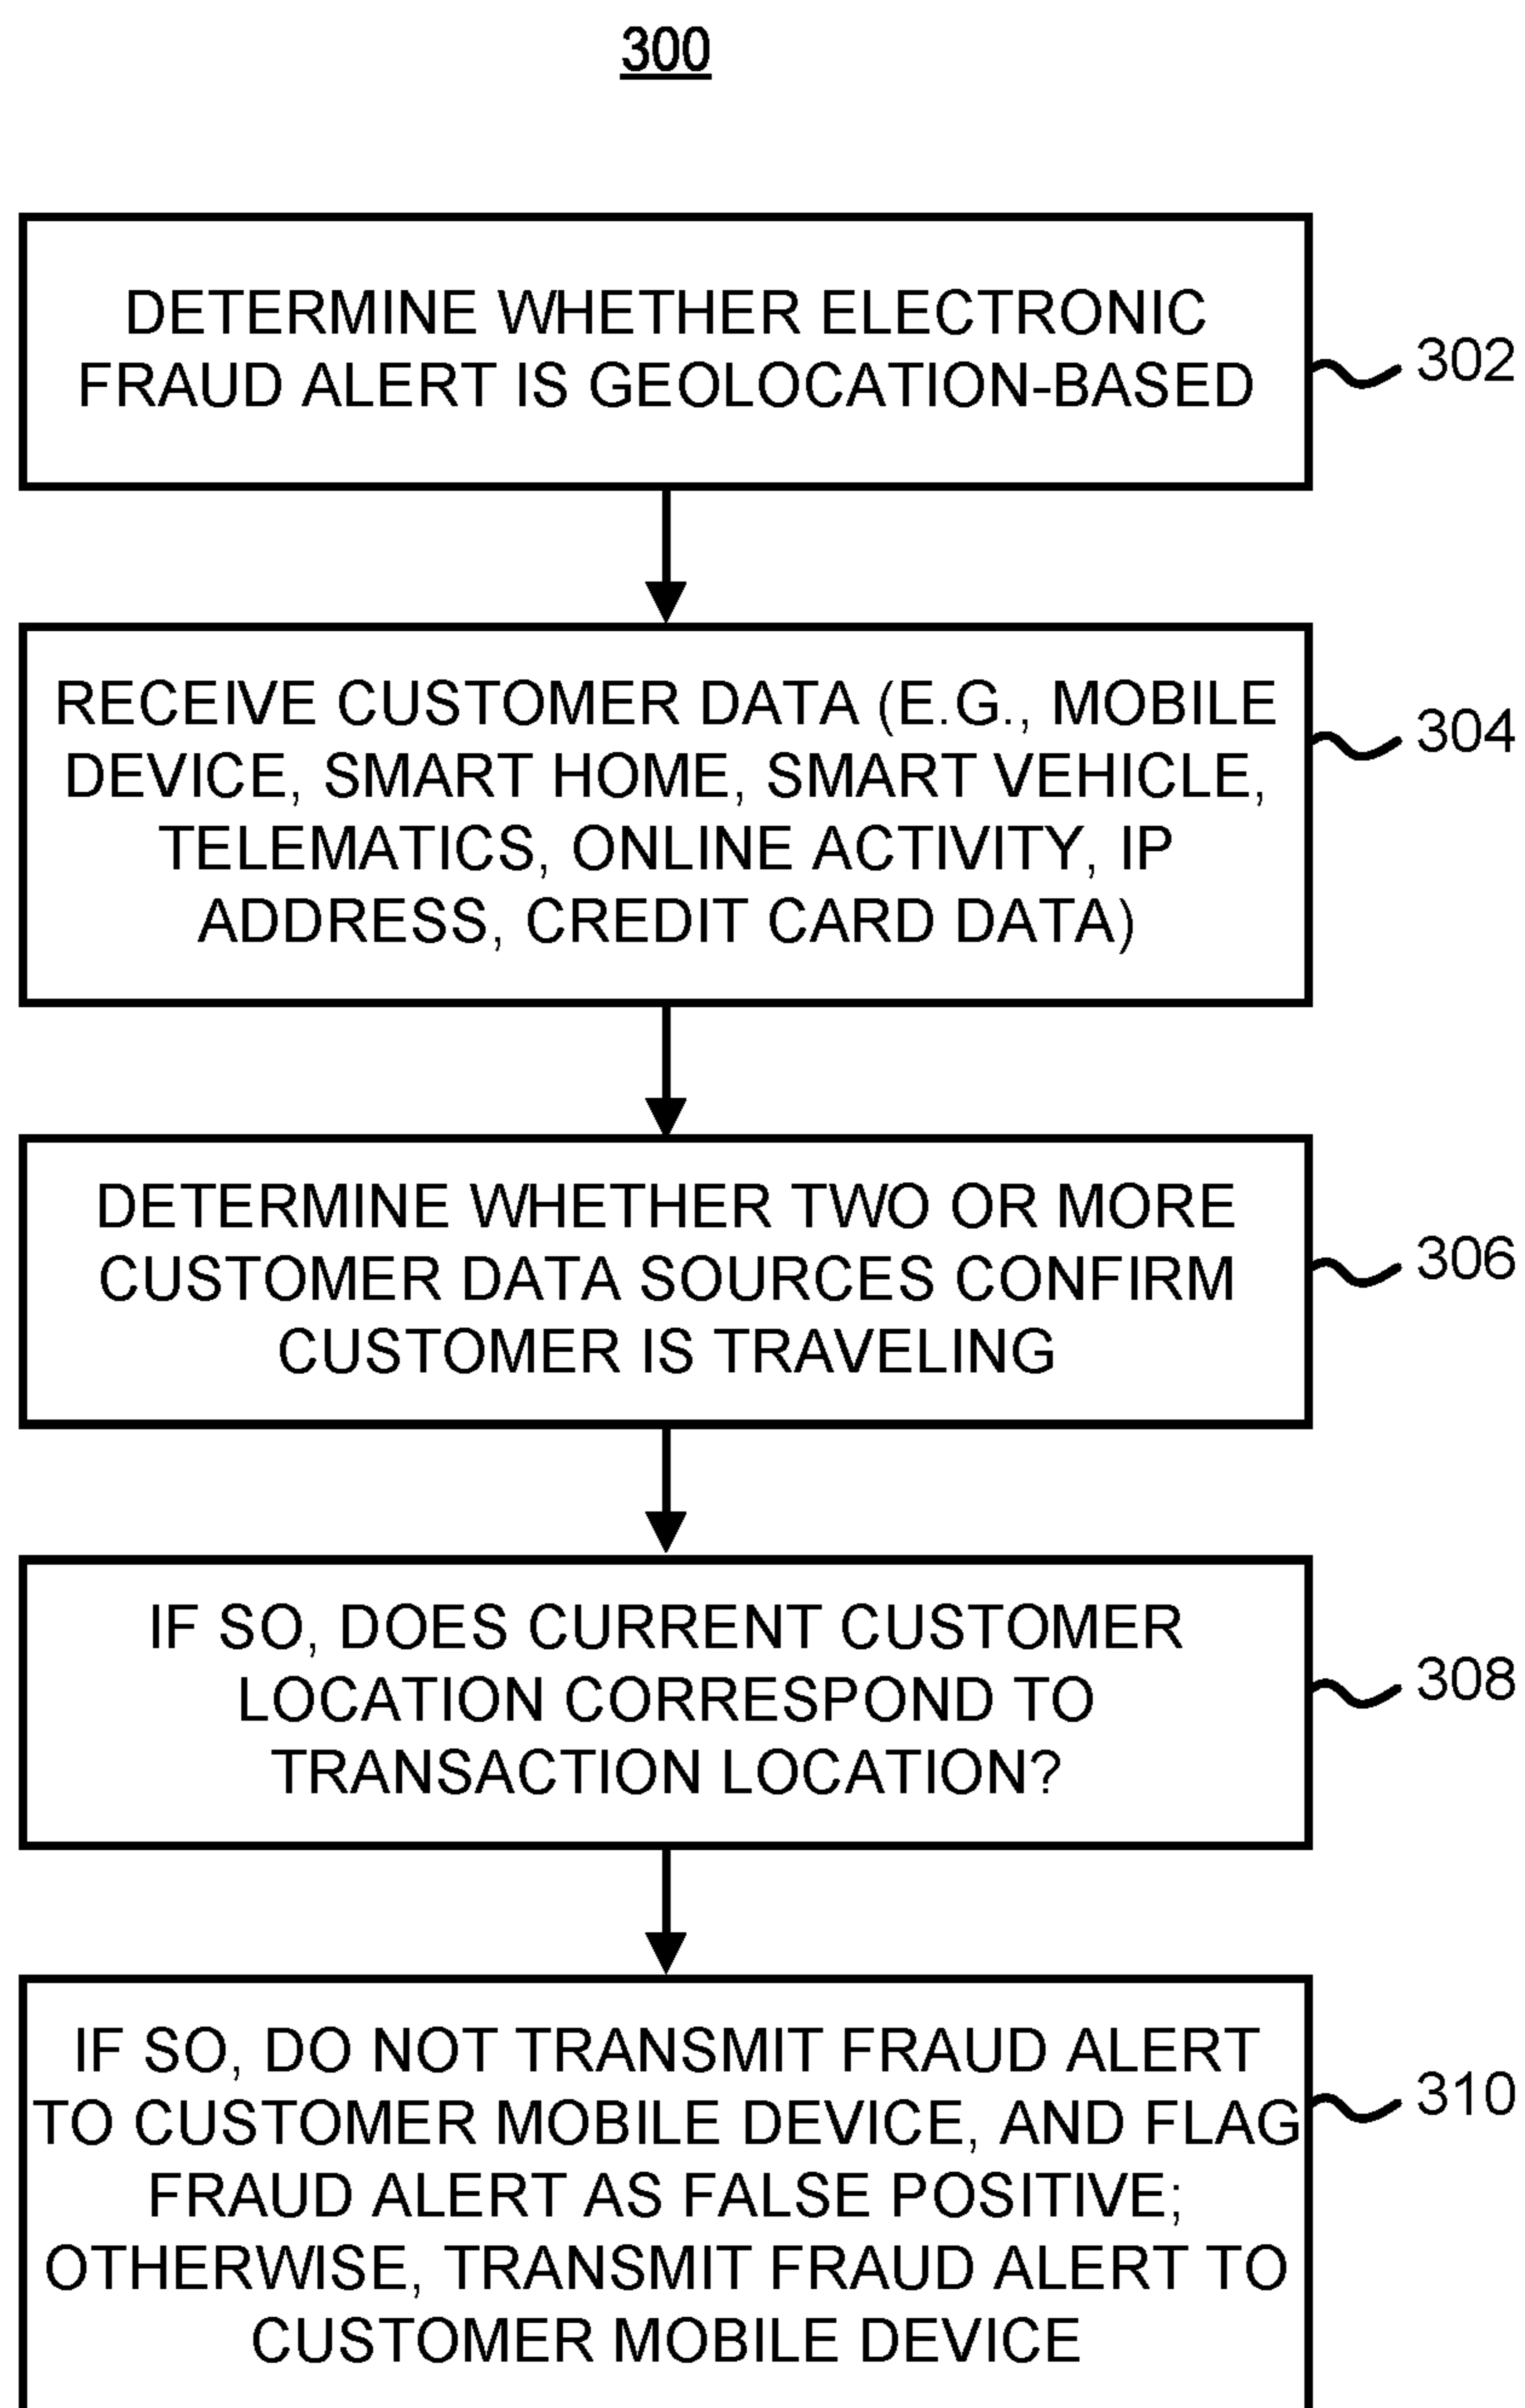 300
DETERMINE WHETHER ELECTRONIC
FRAUD ALERT IS GEOLOCATION-BASED
302
RECEIVE CUSTOMER DATA (E.G., MOBILE
DEVICE, SMART HOME, SMART VEHICLE,
TELEMATICS, ONLINE ACTIVITY, IP
ADDRESS, CREDIT CARD DATA)
304
DETERMINE WHETHER TWO OR MORE
CUSTOMER DATA SOURCES CONFIRM
CUSTOMER IS TRAVELING
306
IF SO, DOES CURRENT CUSTOMER
LOCATION CORRESPOND TO
TRANSACTION LOCATION?
308
IF SO, DO NOT TRANSMIT FRAUD ALERT
TO CUSTOMER MOBILE DEVICE, AND FLAG
FRAUD ALERT AS FALSE POSITIVE;
OTHERWISE, TRANSMIT FRAUD ALERT TO
CUSTOMER MOBILE DEVICE
310